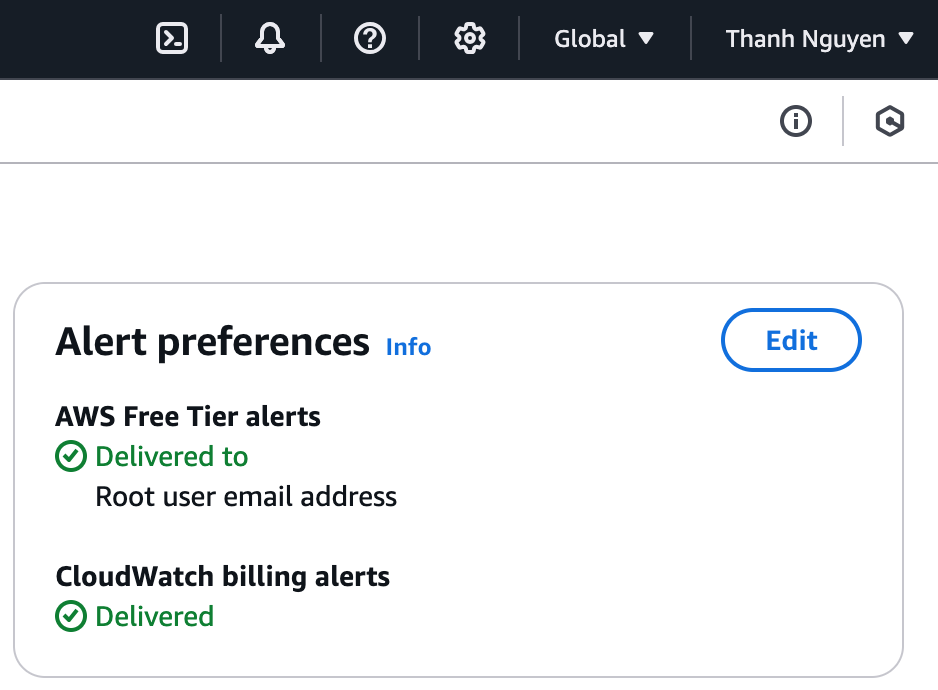 Global
Thanh Nguyen
Alert preferences Info
Edit
AWS Free Tier alerts
Delivered to
Root user email address
CloudWatch billing alerts
Delivered